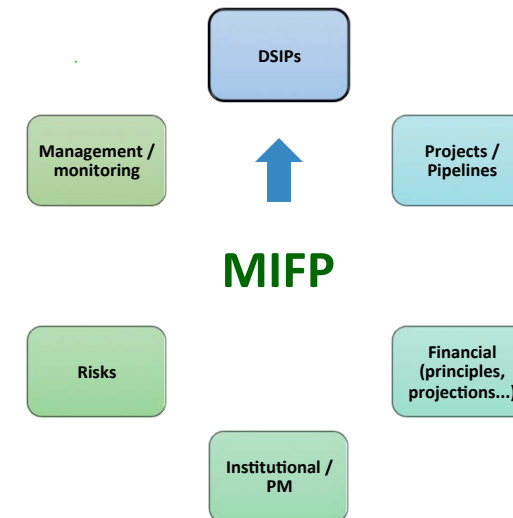 DSIPs
Management /
monitoring
Projects /
Pipelines
MIFP
Risks
Financial
(principles,
projections...)
Institutional /
PM